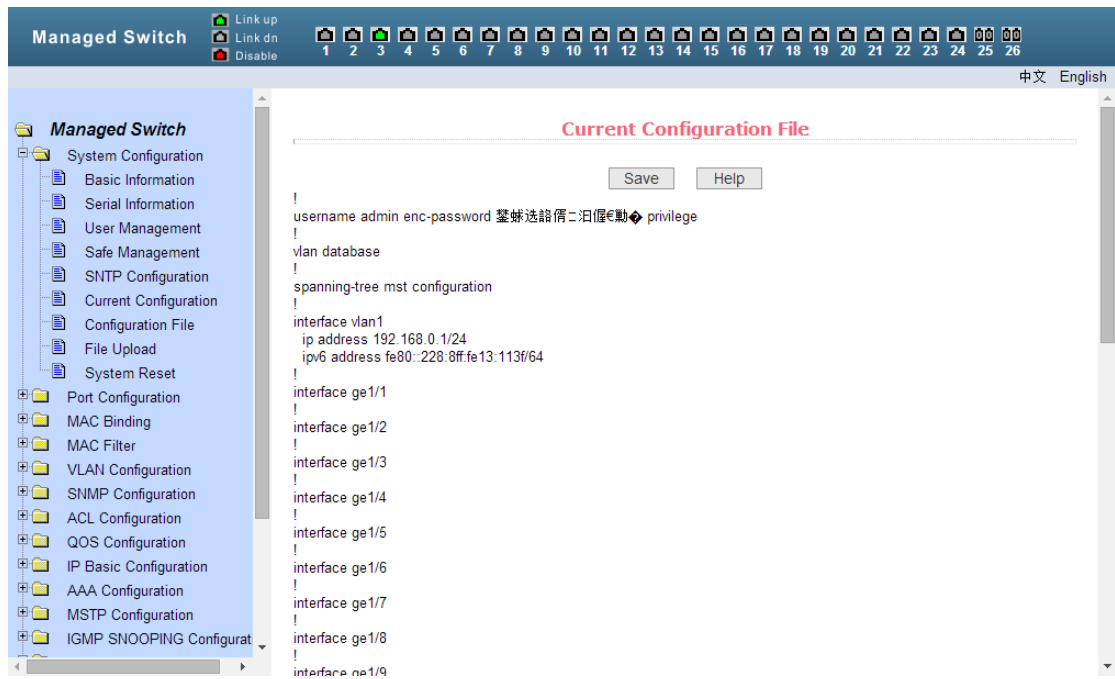 Managed Switch
Link up
Link dn
Disable
1 2 3 4 5 6 7 8 9 10 11 12 13 14 15 16 17 18 19 20 21 22 23 24 25 26
中文 English
Managed Switch
System Configuration
Basic Information
Serial Information
User Management
Safe Management
SNTP Configuration
Current Configuration
Configuration File
File Upload
System Reset
Port Configuration
MAC Binding
MAC Filter
VLAN Configuration
SNMP Configuration
ACL Configuration
QOS Configuration
IP Basic Configuration
AAA Configuration
MSTP Configuration
IGMP SNOOPING Configurat
Current Configuration File
Save Help
!
username admin enc-password privilege
!
vlan database
!
spanning-tree mst configuration
!
interface vlan1
ip address 192.168.0.1/24
ipv6 address fe80::228:8ff:fe13:113f/64
!
interface ge1/1
!
interface ge1/2
!
interface ge1/3
!
interface ge1/4
!
interface ge1/5
!
interface ge1/6
!
interface ge1/7
!
interface ge1/8
!
interface ge1/9